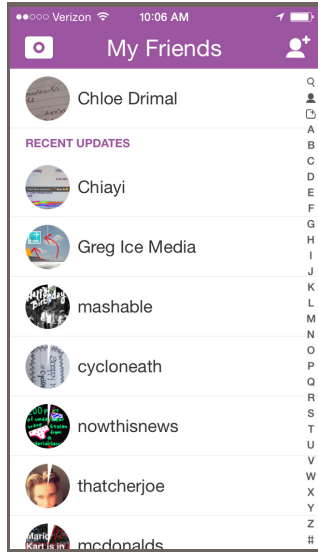 Verizon 10:06 AM
My Friends
Chloe Drimal
RECENT UPDATES
Chiayi
Greg Ice Media
mashable
cycloneath
nowthisnews
thatcherjoe
mcdonalds
A
B
C
D
E
F
G
H
I
J
K
L
M
N
O
P
Q
R
S
T
U
V
W
X
Y
Z
#